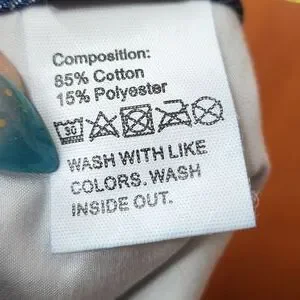 Composition:
85% Cotton
15% Polyester
30
WASH WITH LIKE
COLORS. WASH
INSIDE OUT.